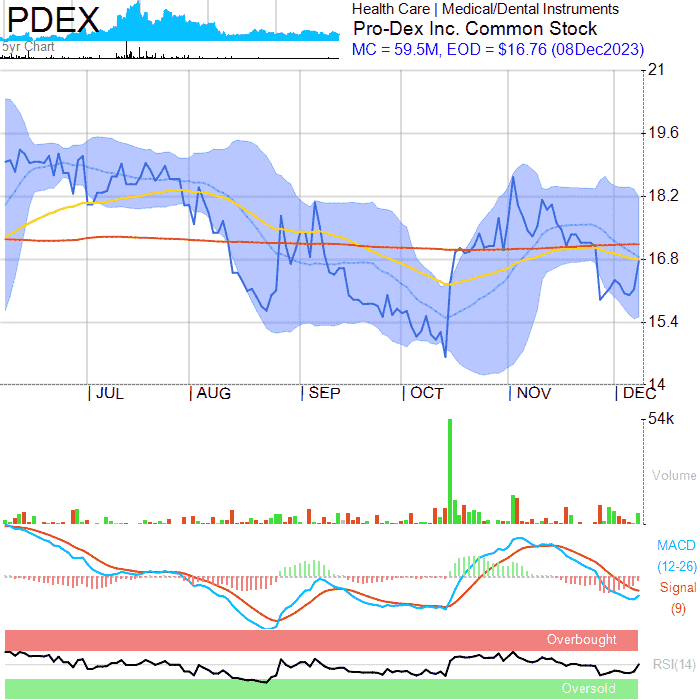 PDEX
5yr Chart
Health Care | Medical/Dental Instruments
Pro-Dex Inc. Common Stock
MC = 59.5M, EOD = $16.76 (08Dec2023)
21
19.6
18.2
16.8
15.4
14
JUL
AUG
SEP
OCT
NOV
DEC
54k
Volume
MACD
(12-26)
Signal
(9)
Overbought
RSI(14)
Oversold